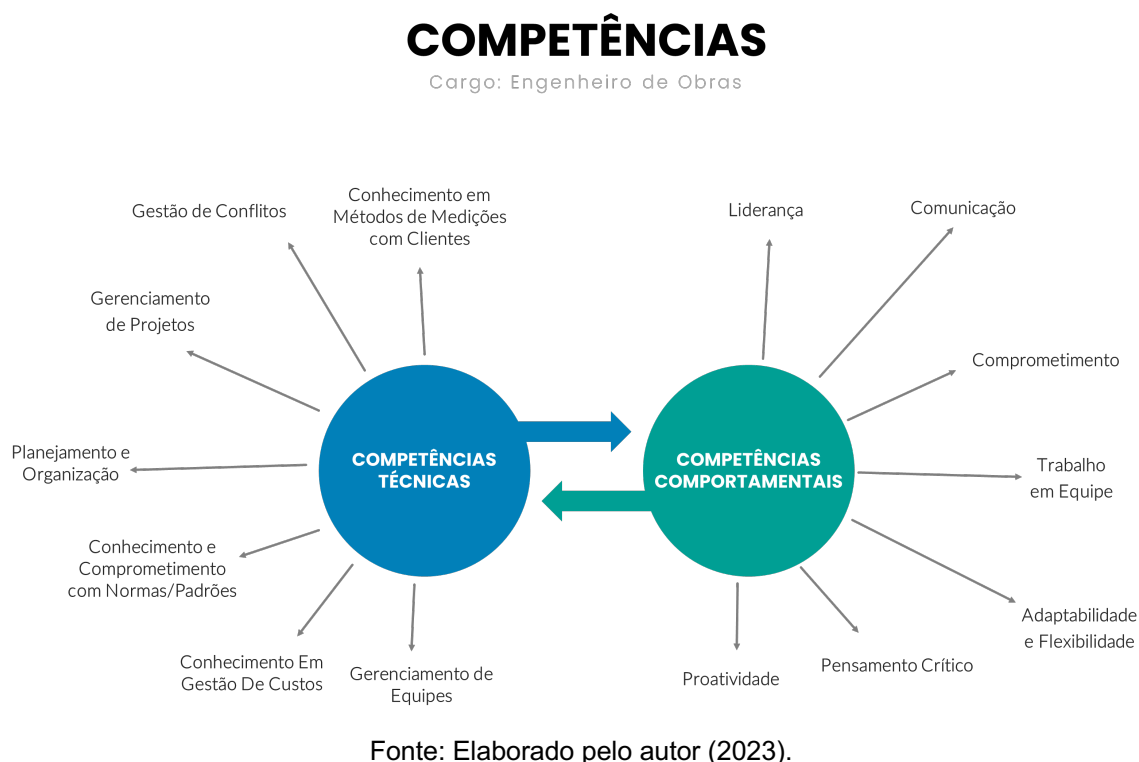 COMPETÊNCIAS
Cargo: Engenheiro de Obras
Gestão de Conflitos
Conhecimento em
Métodos de Medições
com Clientes
Gerenciamento
de Projetos
Planejamento e
Organização
Conhecimento e
Comprometimento
com Normas/Padrões
Conhecimento Em
Gestão De Custos
Gerenciamento de
Equipes
COMPETÊNCIAS
TÉCNICAS
COMPETÊNCIAS
COMPORTAMENTAIS
Liderança
Comunicação
Comprometimento
Trabalho
em Equipe
Adaptabilidade
e Flexibilidade
Pensamento Crítico
Proatividade
Fonte: Elaborado pelo autor (2023).